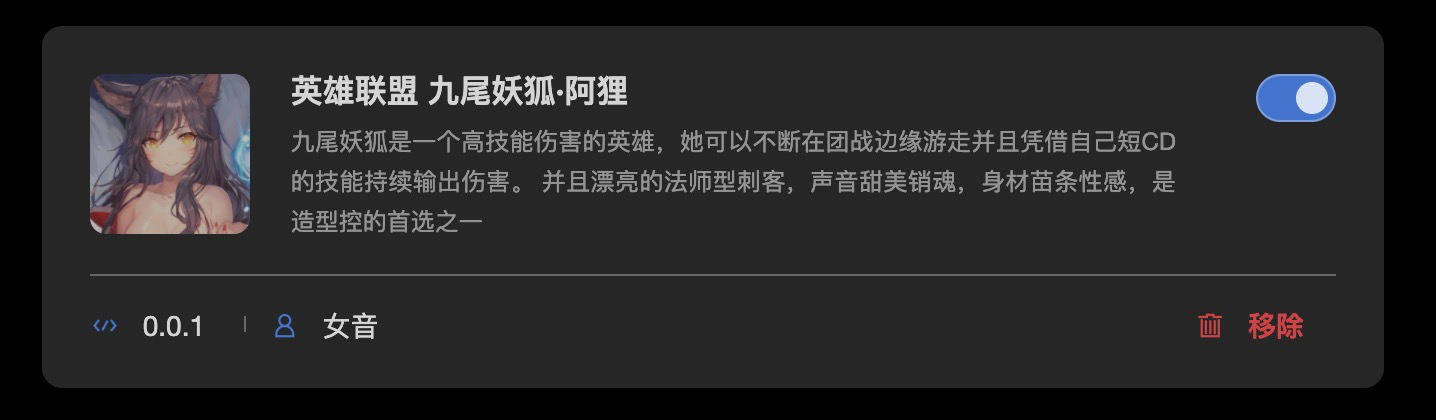 英雄联盟 九尾妖狐·阿狸
九尾妖狐是一个高技能伤害的英雄，她可以不断在团战边缘游走并且凭借自己短CD
的技能持续输出伤害。 并且漂亮的法师型刺客，声音甜美销魂，身材苗条性感，是
造型控的首选之一
0.0.1
女音
移除